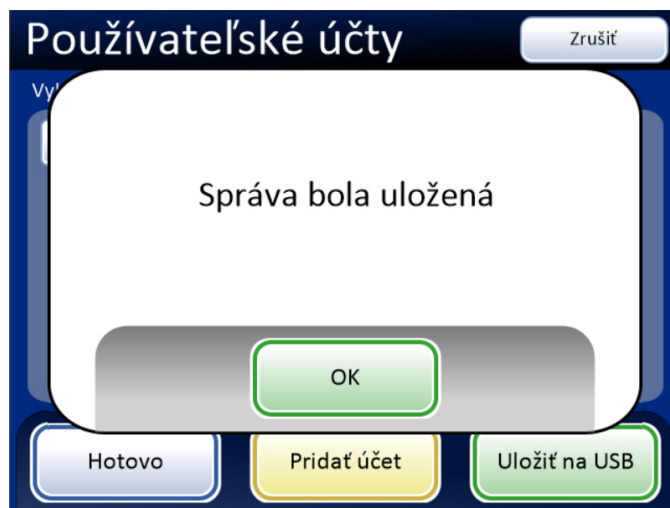 Používateľské účty
Zrušiť
Správa bola uložená
OK
Hotovo
Pridať účet
Uložiť na USB